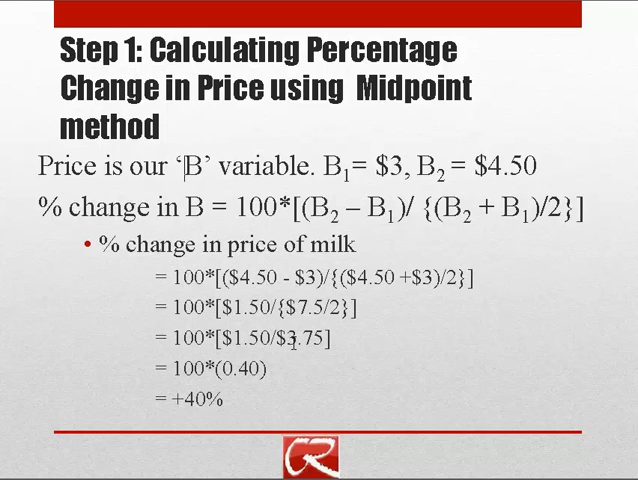 Step 1: Calculating Percentage
Change in Price using Midpoint
method
Price is our ‘B’ variable. B₁= $3, B₂ = $4.50
% change in B = 100*[(B₂ – B₁)/ {(B₂ + B₁)/2}]
• % change in price of milk
= 100*[($4.50 - $3)/{($4.50 +$3)/2}]
= 100*[$1.50/{$7.5/2}]
= 100*[$1.50/$3.75]
= 100*(0.40)
= +40%
CR